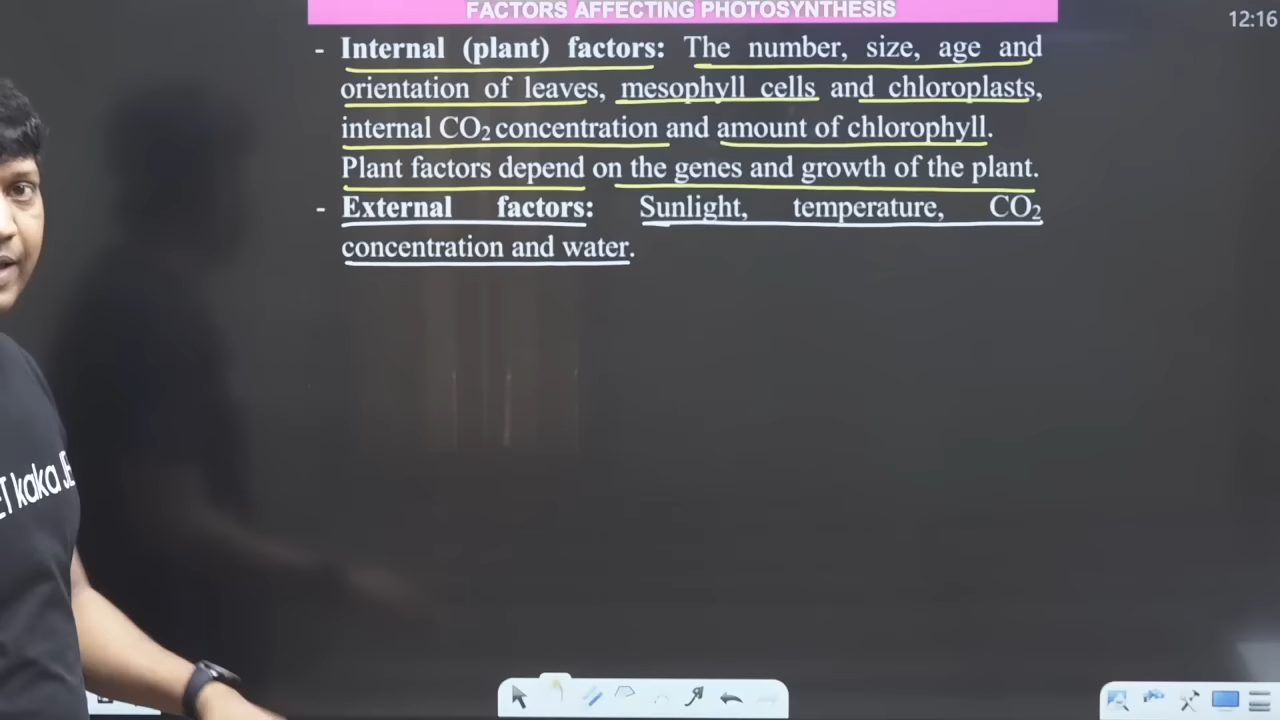 FACTORS AFFECTING PHOTOSYNTHESIS
12:16
- Internal (plant) factors: The number, size, age and
orientation of leaves, mesophyll cells and chloroplasts,
internal CO₂ concentration and amount of chlorophyll.
Plant factors depend on the genes and growth of the plant.
- External factors: Sunlight, temperature, CO₂
concentration and water.
kaka